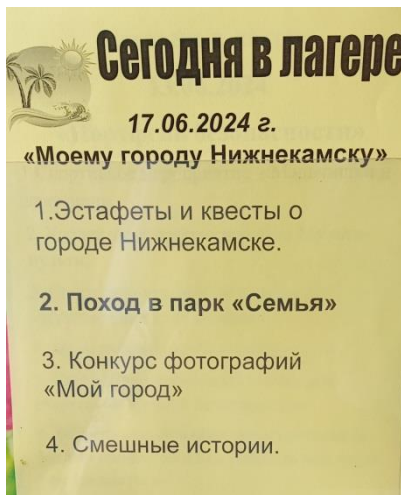 Сегодня в лагере
17.06.2024 г.
«Моему городу Нижнекамску»
1.Эстафеты и квесты о
городе Нижнекамске.
2. Поход в парк «Семья»
3. Конкурс фотографий
«Мой город»
4. Смешные истории.